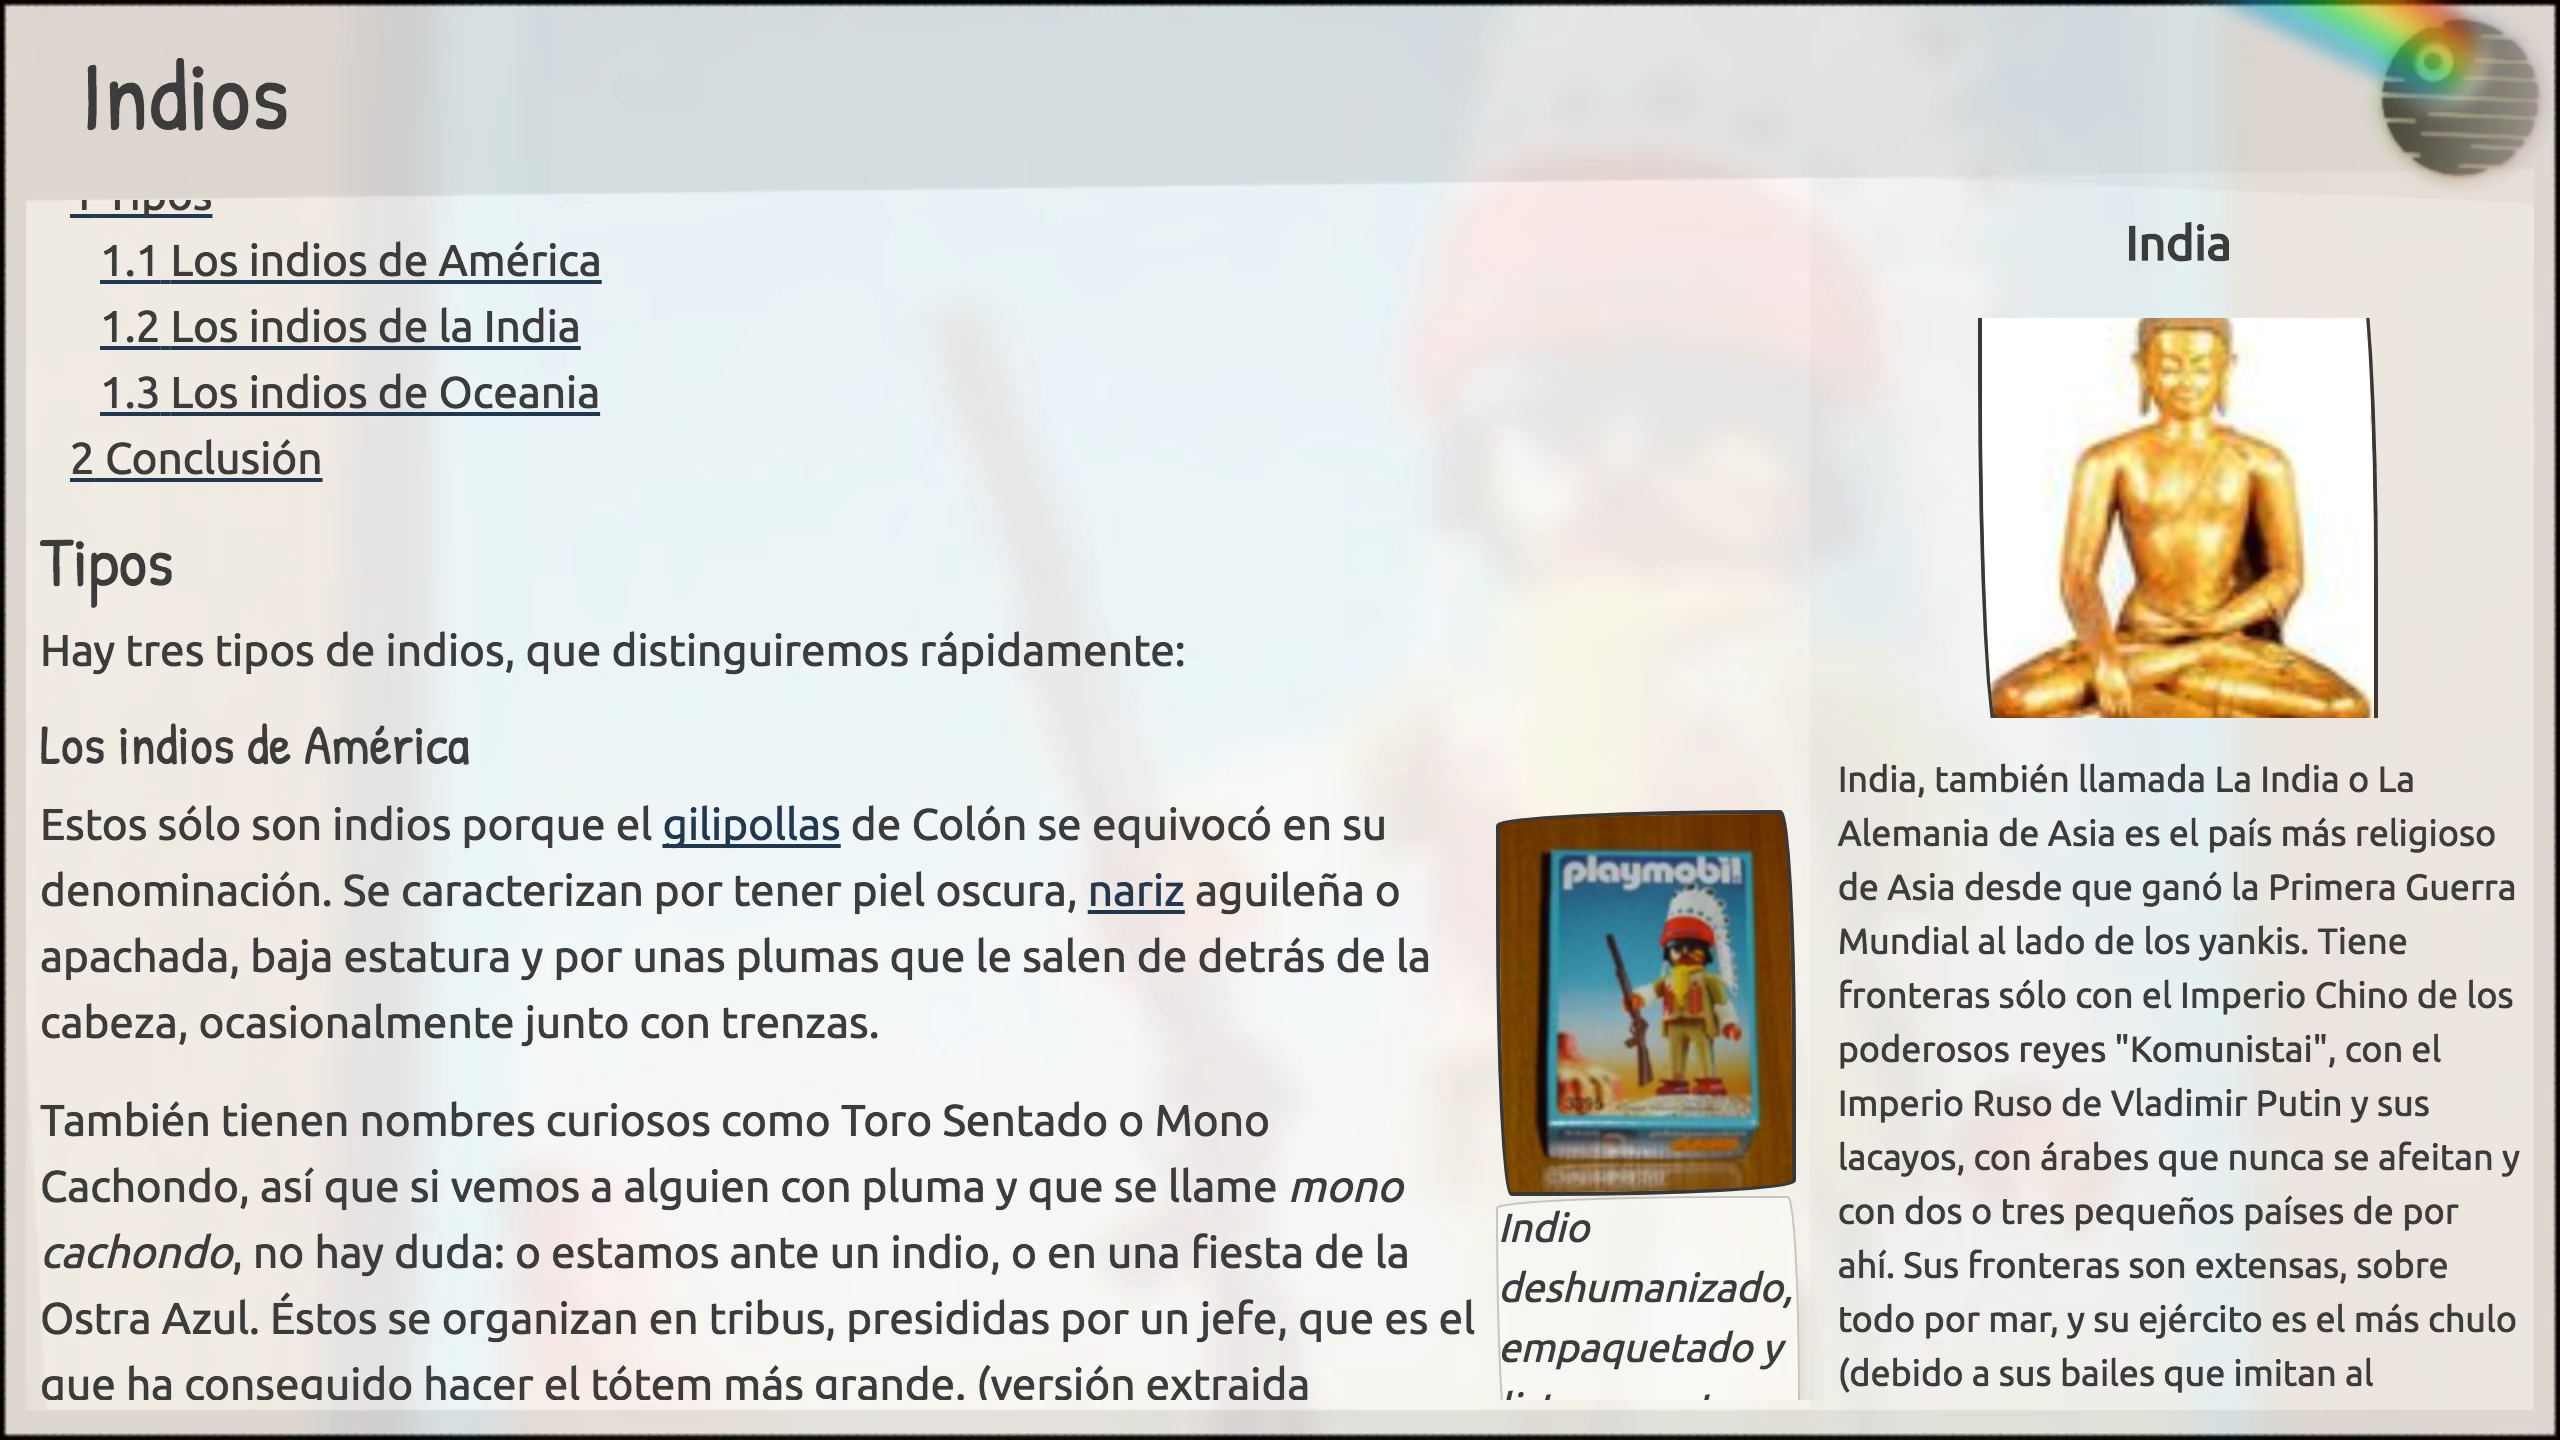 Indios
1 Tipos
1.1 Los indios de América
1.2 Los indios de la India
1.3 Los indios de Oceania
2 Conclusión
Tipos
Hay tres tipos de indios, que distinguiremos rápidamente:
Los indios de América
Estos sólo son indios porque el gilipollas de Colón se equivocó en su
denominación. Se caracterizan por tener piel oscura, nariz aguileña o
apachada, baja estatura y por unas plumas que le salen de detrás de la
cabeza, ocasionalmente junto con trenzas.
También tienen nombres curiosos como Toro Sentado o Mono
Cachondo, así que si vemos a alguien con pluma y que se llame mono
cachondo, no hay duda: o estamos ante un indio, o en una fiesta de la
Ostra Azul. Éstos se organizan en tribus, presididas por un jefe, que es el
que ha conseguido hacer el tótem más grande. (versión extraida
playmobil
3395
Indio
deshumanizado,
empaquetado y
India
India, también llamada La India o La
Alemania de Asia es el país más religioso
de Asia desde que ganó la Primera Guerra
Mundial al lado de los yankis. Tiene
fronteras sólo con el Imperio Chino de los
poderosos reyes "Komunistai", con el
Imperio Ruso de Vladimir Putin y sus
lacayos, con árabes que nunca se afeitan y
con dos o tres pequeños países de por
ahí. Sus fronteras son extensas, sobre
todo por mar, y su ejército es el más chulo
(debido a sus bailes que imitan al